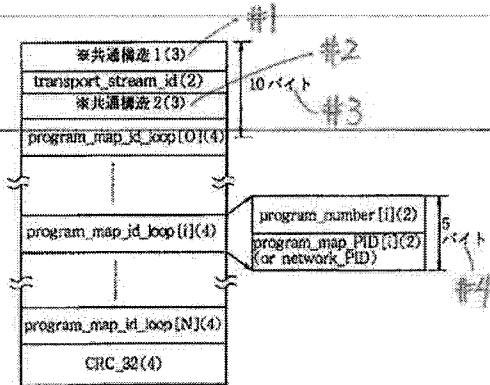 #1
※共通構造1(3)
#2
transport_stream_id(2)
※共通構造2(3)
10バイト
#3
program_map_id_loop[0](4)
program_number[i](2)
program_map_id_loop[i](4)
program_map_PID[i](2)
(or network_PID)
5
バイト
#4
program_map_id_loop[N](4)
CRC_32(4)